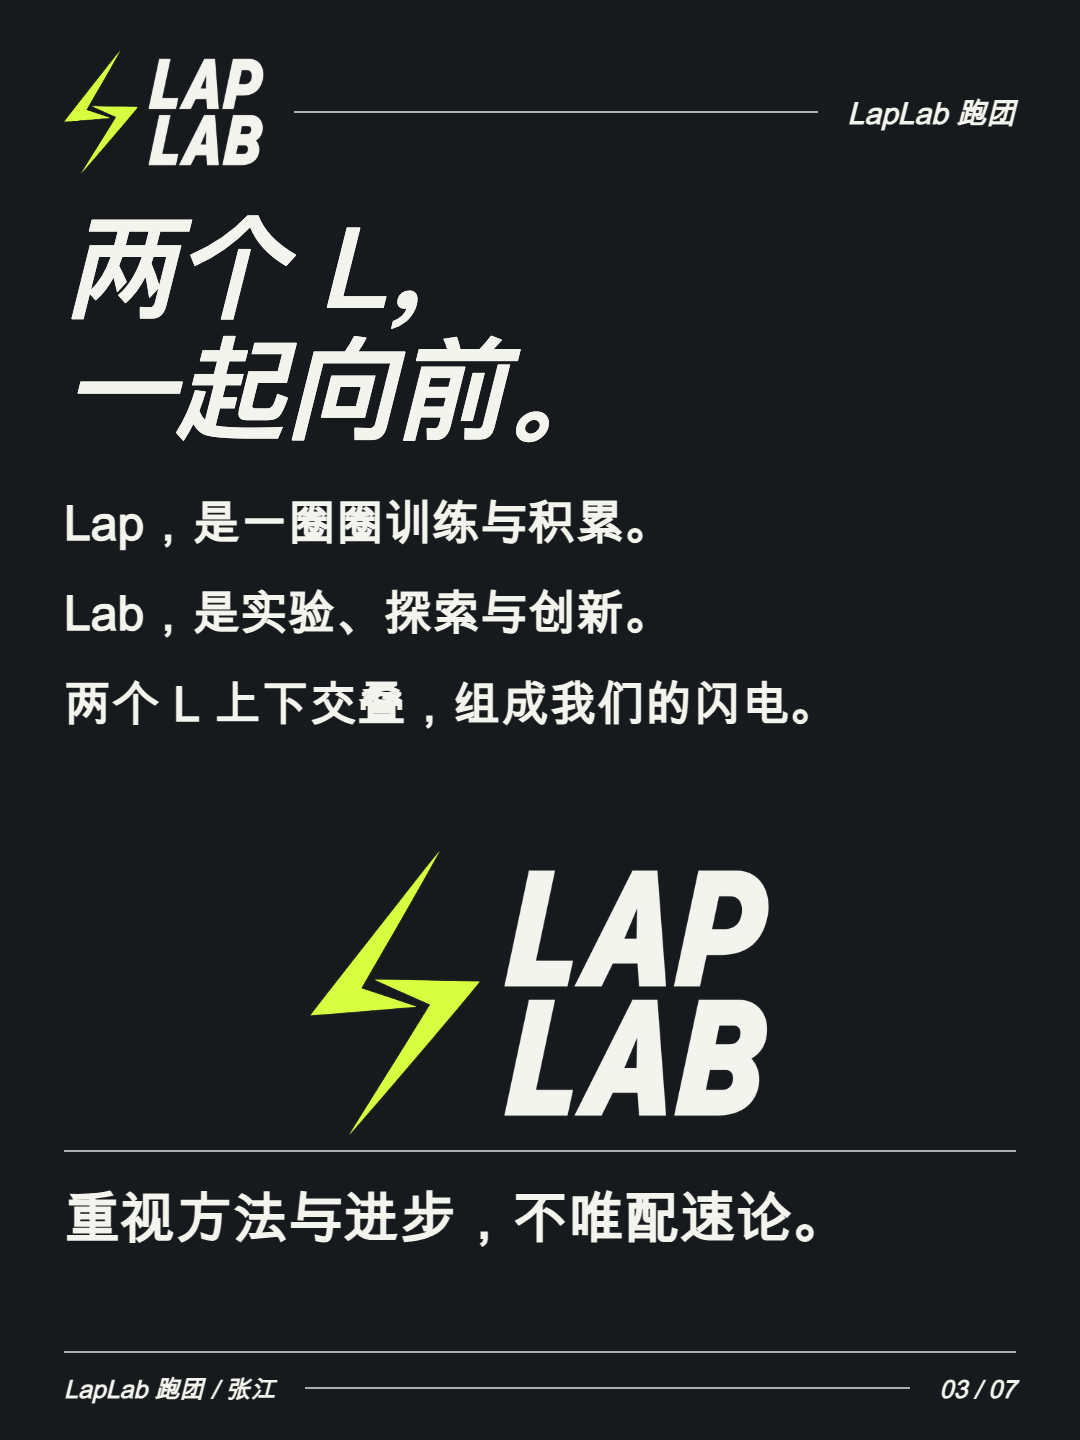 LAP
LAB
LapLab 跑团
两个 L,
一起向前。
Lap，是一圈圈训练与积累。
Lab，是实验、探索与创新。
两个 L 上下交叠，组成我们的闪电。
LAP
LAB
重视方法与进步，不唯配速论。
LapLab 跑团 / 张江
03 / 07